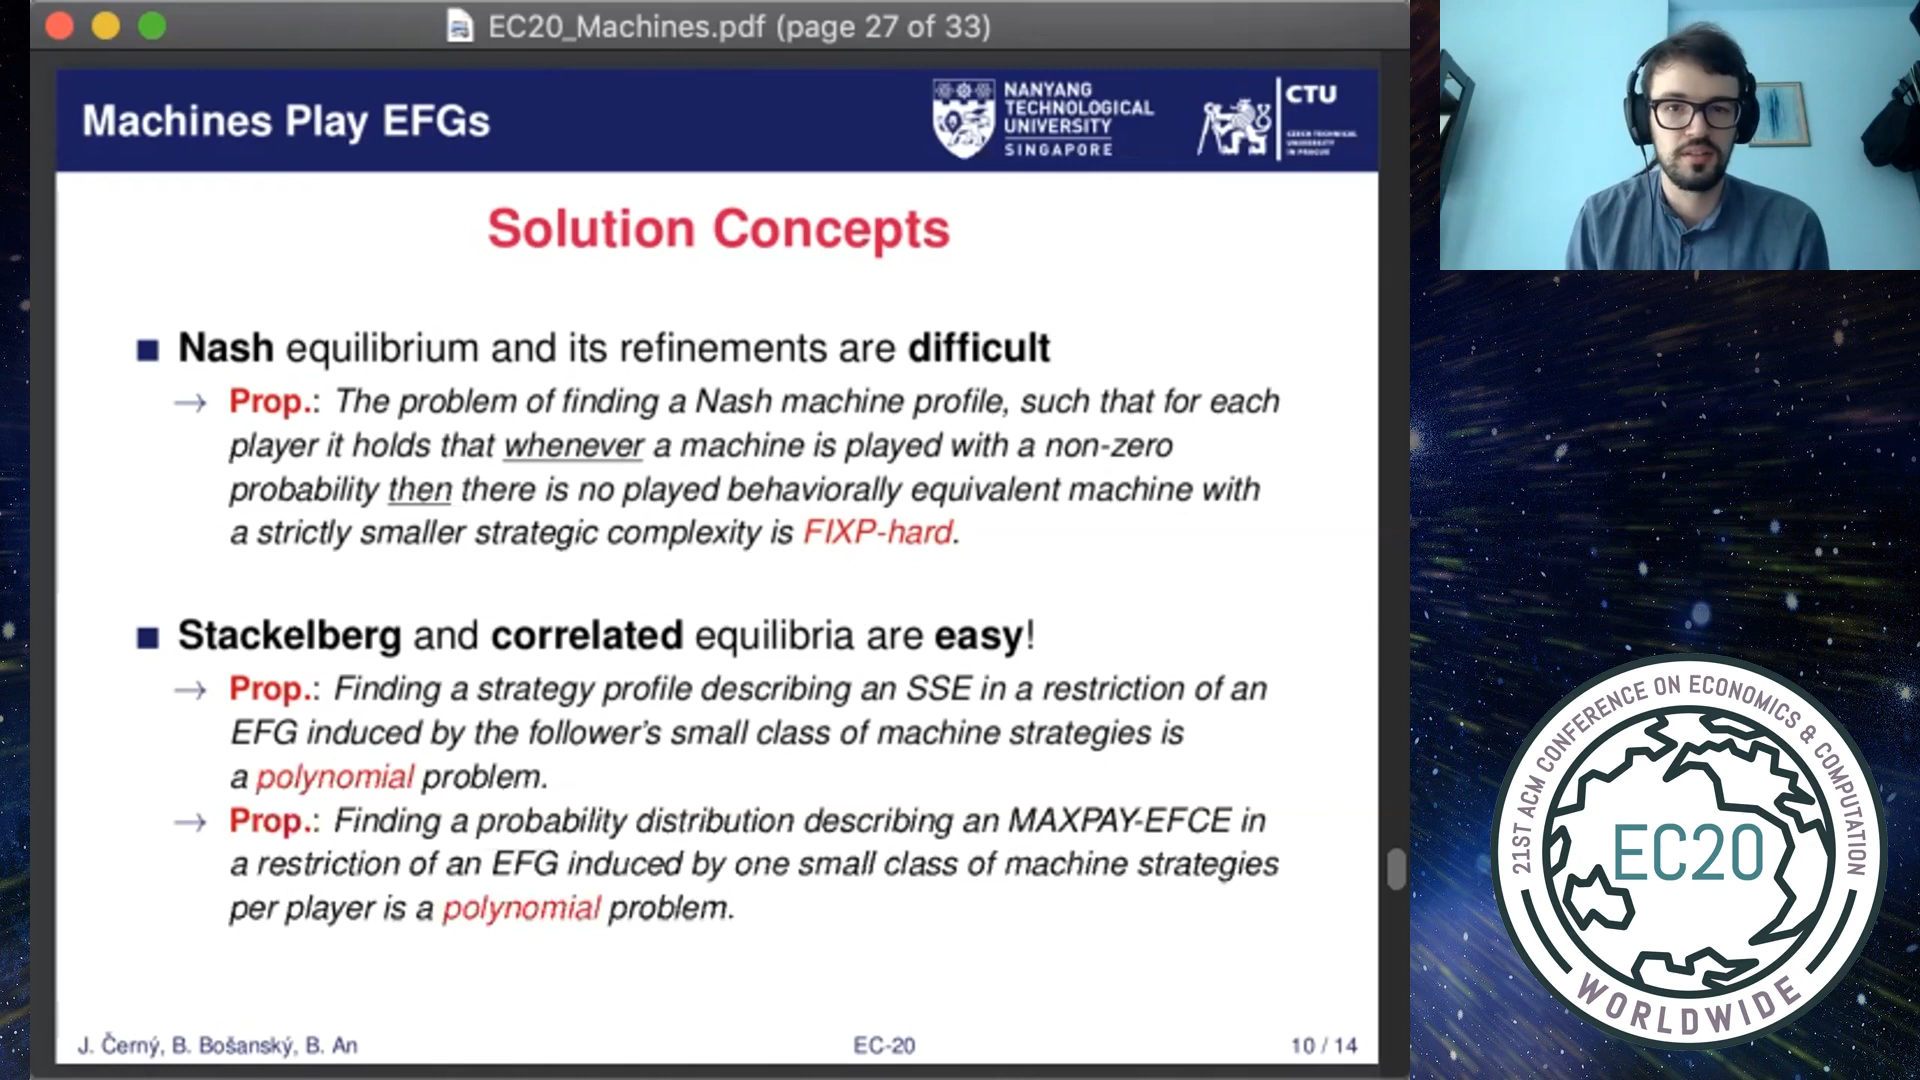 EC20_Machines.pdf (page 27 of 33)
Machines Play EFGs
NANYANG
TECHNOLOGICAL
UNIVERSITY
SINGAPORE
CTU
CZECH TECHNICAL
UNIVERSITY
IN PRAGUE
Solution Concepts
■ Nash equilibrium and its refinements are difficult
→ Prop.: The problem of finding a Nash machine profile, such that for each
player it holds that whenever a machine is played with a non-zero
probability then there is no played behaviorally equivalent machine with
a strictly smaller strategic complexity is FIXP-hard.
■ Stackelberg and correlated equilibria are easy!
→ Prop.: Finding a strategy profile describing an SSE in a restriction of an
EFG induced by the follower's small class of machine strategies is
a polynomial problem.
→ Prop.: Finding a probability distribution describing an MAXPAY-EFCE in
a restriction of an EFG induced by one small class of machine strategies
per player is a polynomial problem.
J. Černý, B. Bošanský, B. An
EC-20
10 / 14
21ST ACM CONFERENCE ON ECONOMICS & COMPUTATION
EC20
WORLDWIDE